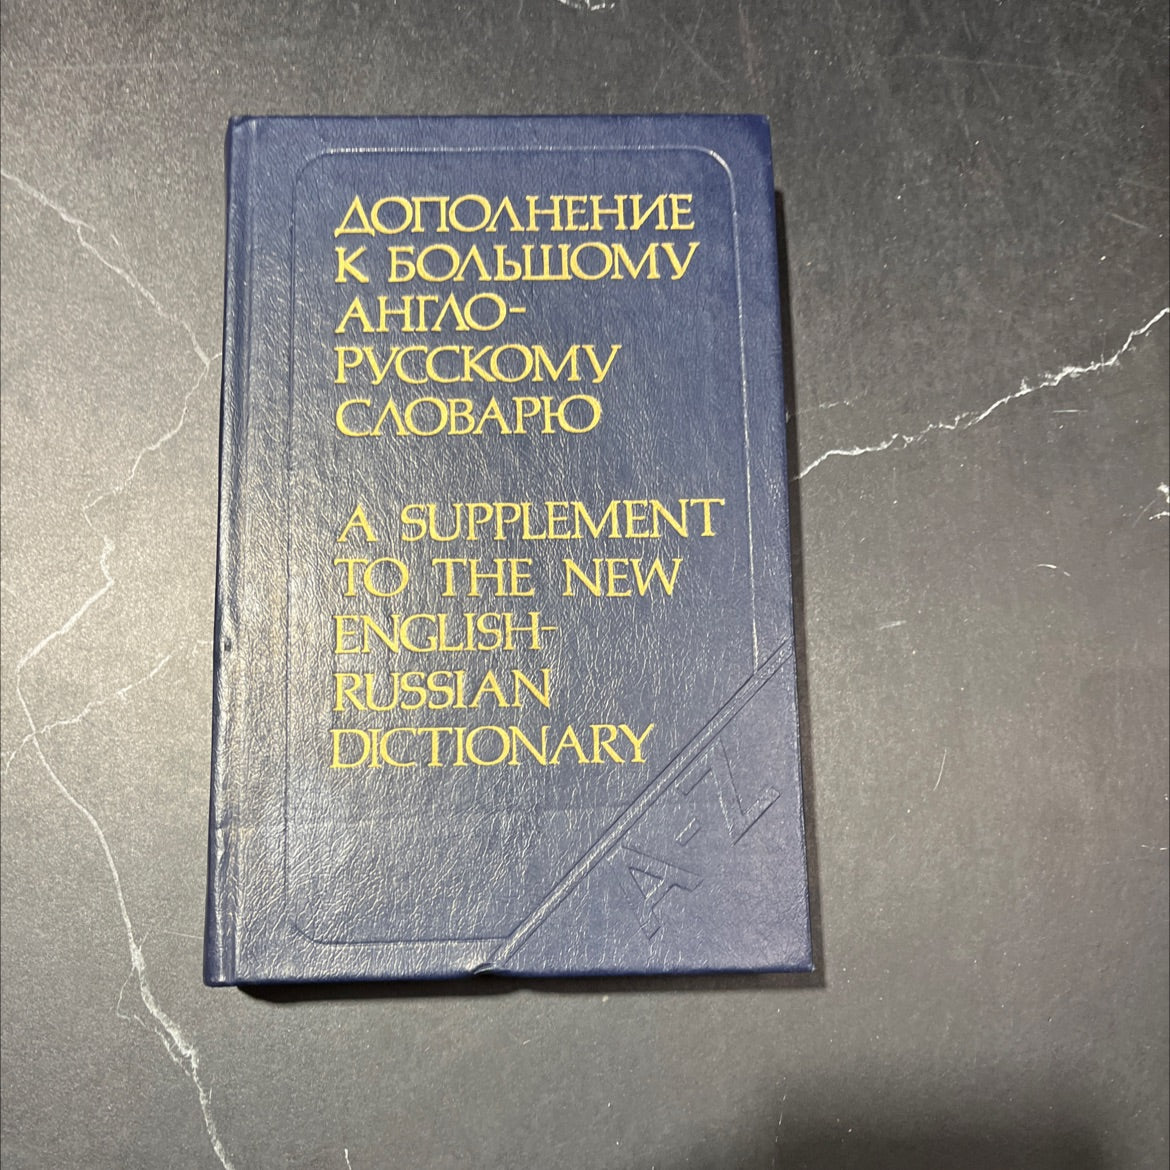 ДОПОЛНЕНИЕ
К БОЛЬШОМУ
АНГЛО-
РУССКОМУ
СЛОВАРЮ
A SUPPLEMENT
TO THE NEW
ENGLISH-
RUSSIAN
DICTIONARY
A-Z